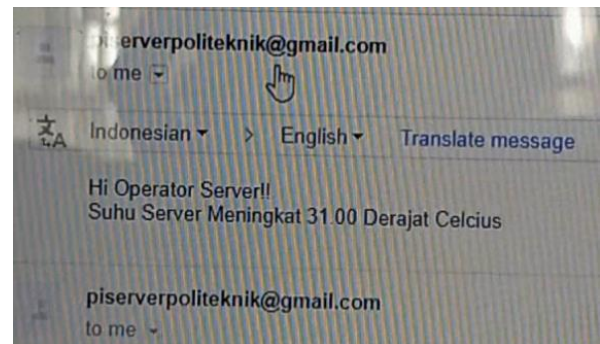 piserverpoliteknik@gmail.com
to me
Indonesian > English Translate message
Hi Operator Server!!
Suhu Server Meningkat 31.00 Derajat Celcius
piserverpoliteknik@gmail.com
to me